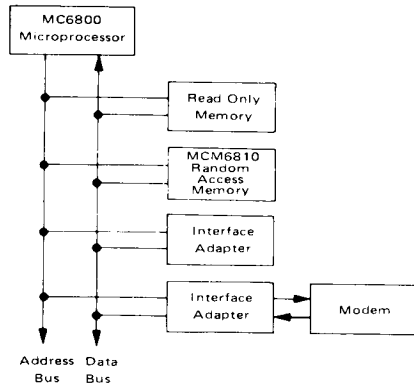 MC6800
Microprocessor
Read Only
Memory
MCM6810
Random
Access
Memory
Interface
Adapter
Interface
Adapter
Modem
Address Data
Bus Bus